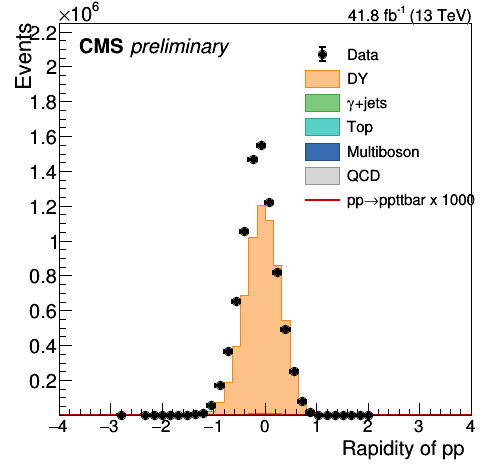 ×10⁶
41.8 fb⁻¹ (13 TeV)
Events
CMS preliminary
Data
DY
γ+jets
Top
Multiboson
QCD
pp→ppttbar x 1000
2.2
2
1.8
1.6
1.4
1.2
1
0.8
0.6
0.4
0.2
−4 −3 −2 −1 0 1 2 3 4
Rapidity of pp